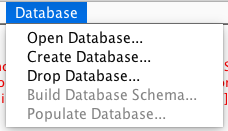 Database
Open Database...
Create Database...
Drop Database...
Build Database Schema...
Populate Database...